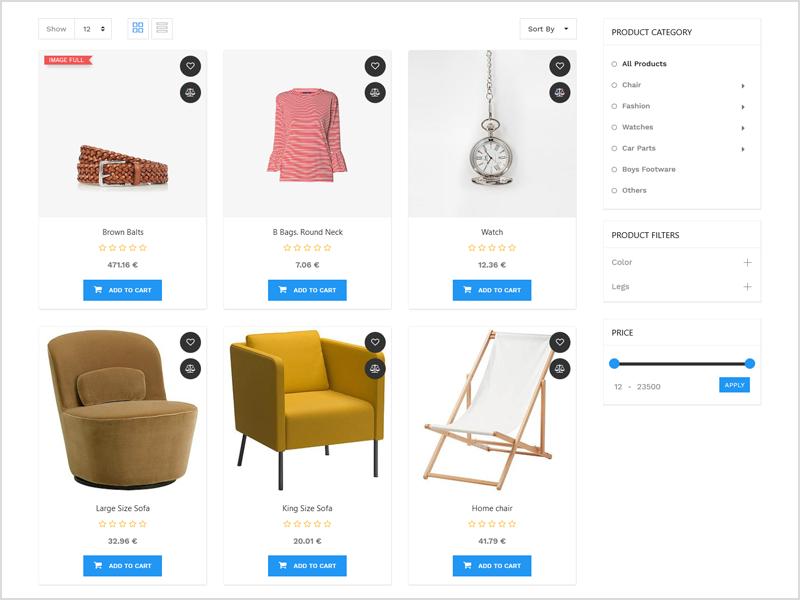 Show 12
Sort By
IMAGE FULL
Brown Balts
471.16 €
ADD TO CART
B Bags. Round Neck
7.06 €
ADD TO CART
Watch
12.36 €
ADD TO CART
Large Size Sofa
32.96 €
ADD TO CART
King Size Sofa
20.01 €
ADD TO CART
Home chair
41.79 €
ADD TO CART
PRODUCT CATEGORY
All Products
Chair
Fashion
Watches
Car Parts
Boys Footware
Others
PRODUCT FILTERS
Color
Legs
PRICE
12 - 23500
APPLY